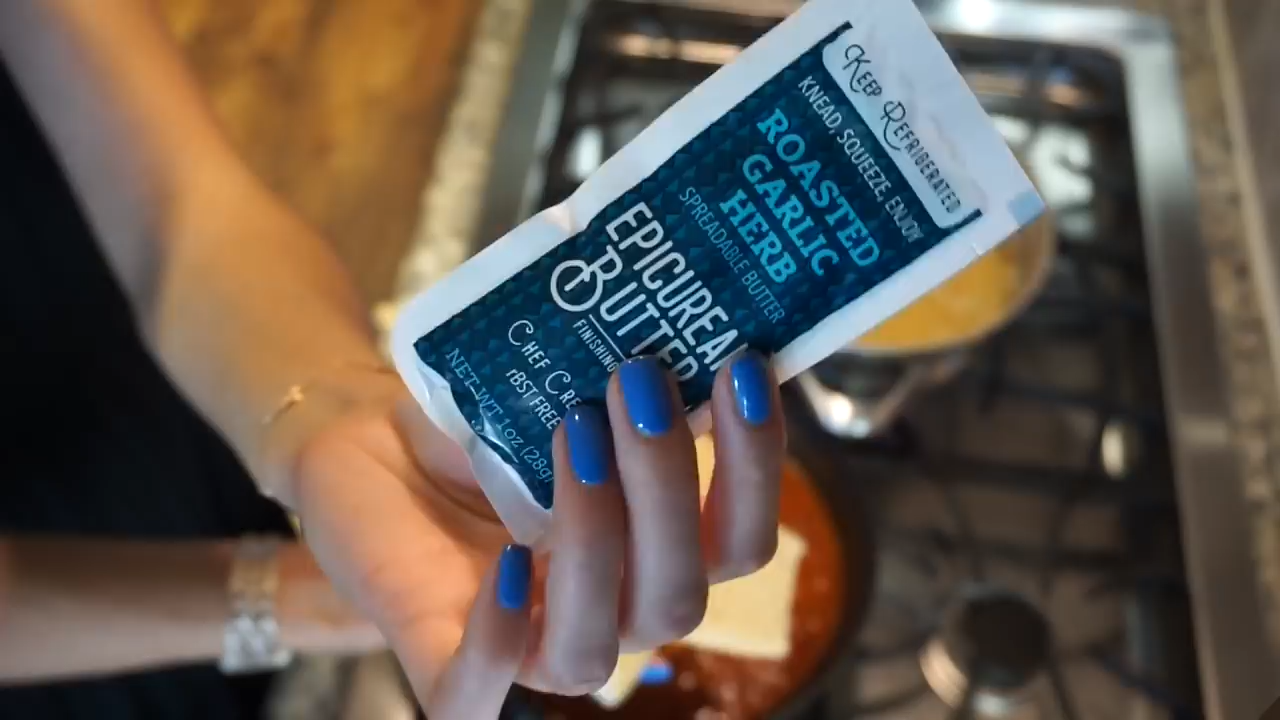 KEEP REFRIGERATED
KNEAD, SQUEEZE, ENJOY
ROASTED
GARLIC
HERB
SPREADABLE BUTTER
EPICUREAN
BUTTER
FINISHING
CHEF
rBST FREE
NET WT 1oz (28g)